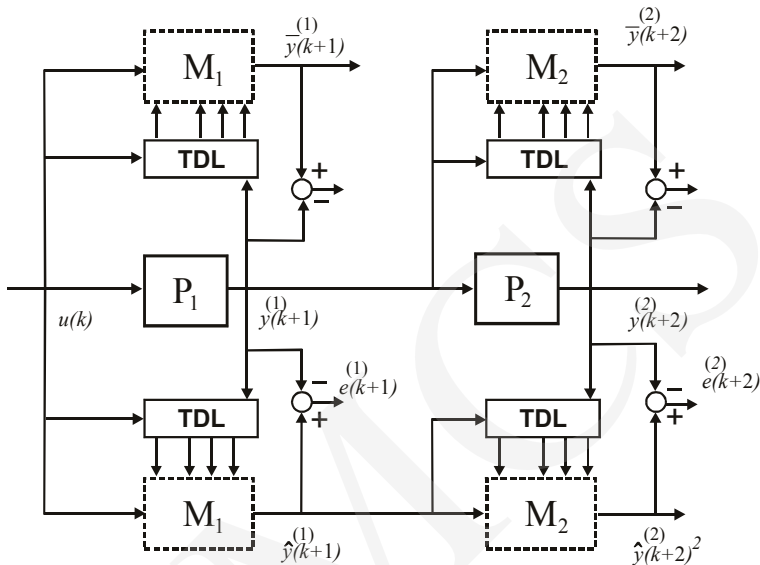 (1)
ȳ(k+1)
(2)
ȳ(k+2)
M₁
M₂
TDL
TDL
+
−
+
−
P₁
P₂
u(k)
(1)
y(k+1)
(2)
y(k+2)
−
+
(1)
e(k+1)
−
+
(2)
e(k+2)
TDL
TDL
M₁
M₂
(1)
ŷ(k+1)
(2)
ŷ(k+2)²